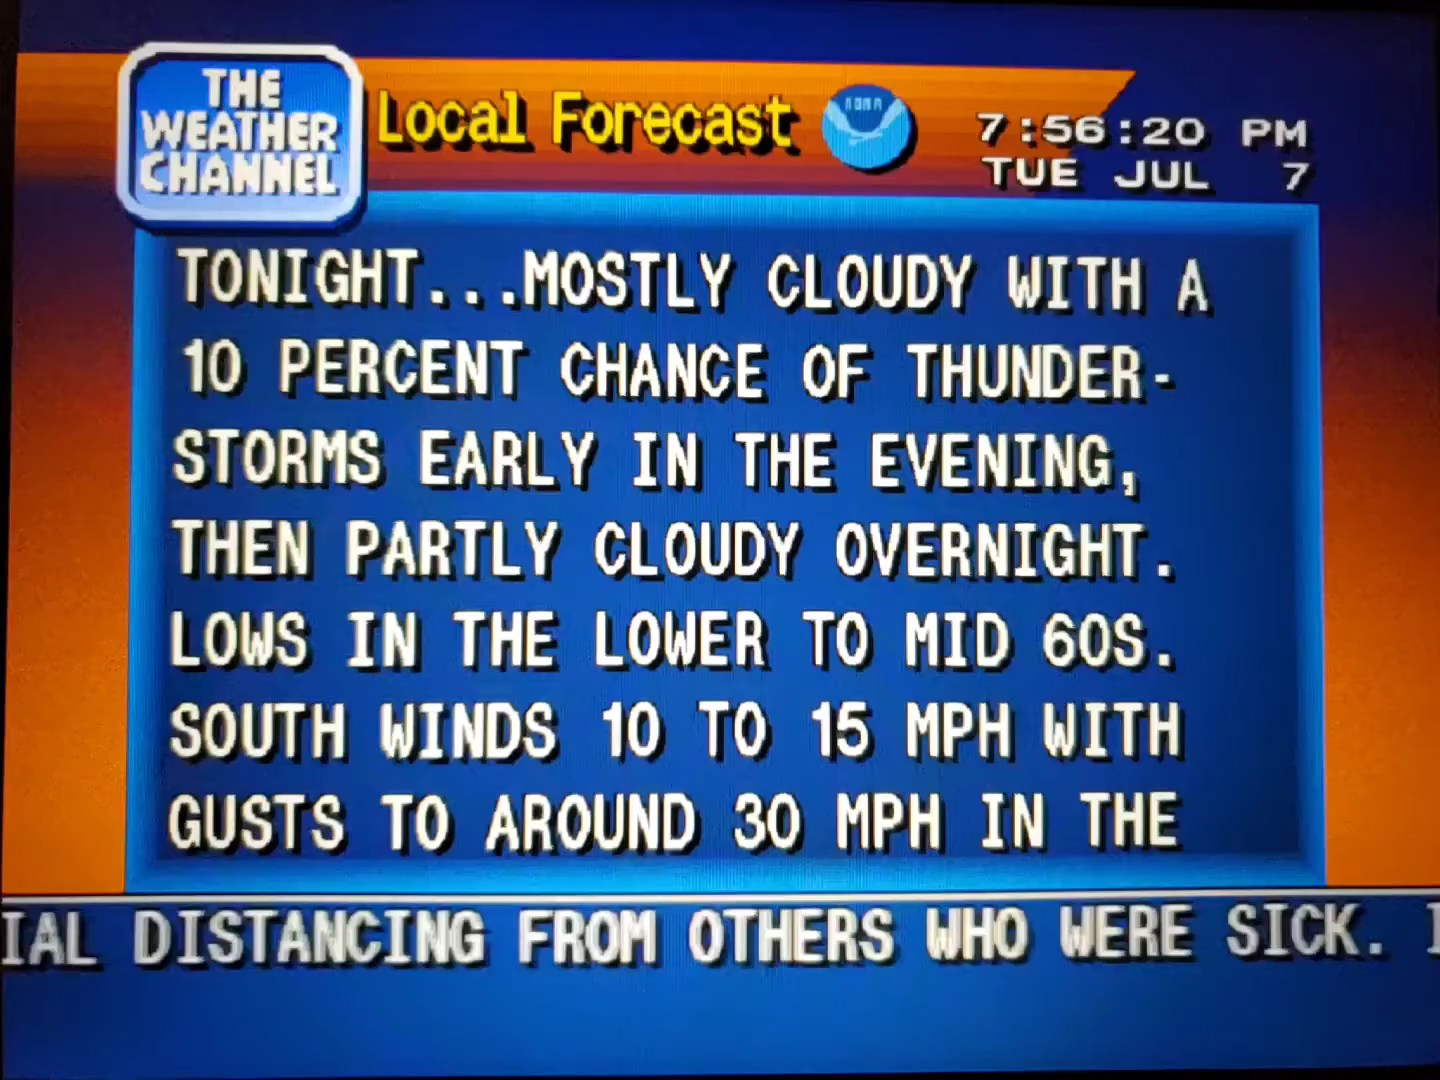 THE
WEATHER
CHANNEL
Local Forecast
NOAA
7:56:20 PM
TUE JUL 7
TONIGHT...MOSTLY CLOUDY WITH A
10 PERCENT CHANCE OF THUNDER-
STORMS EARLY IN THE EVENING,
THEN PARTLY CLOUDY OVERNIGHT.
LOWS IN THE LOWER TO MID 60S.
SOUTH WINDS 10 TO 15 MPH WITH
GUSTS TO AROUND 30 MPH IN THE
IAL DISTANCING FROM OTHERS WHO WERE SICK.